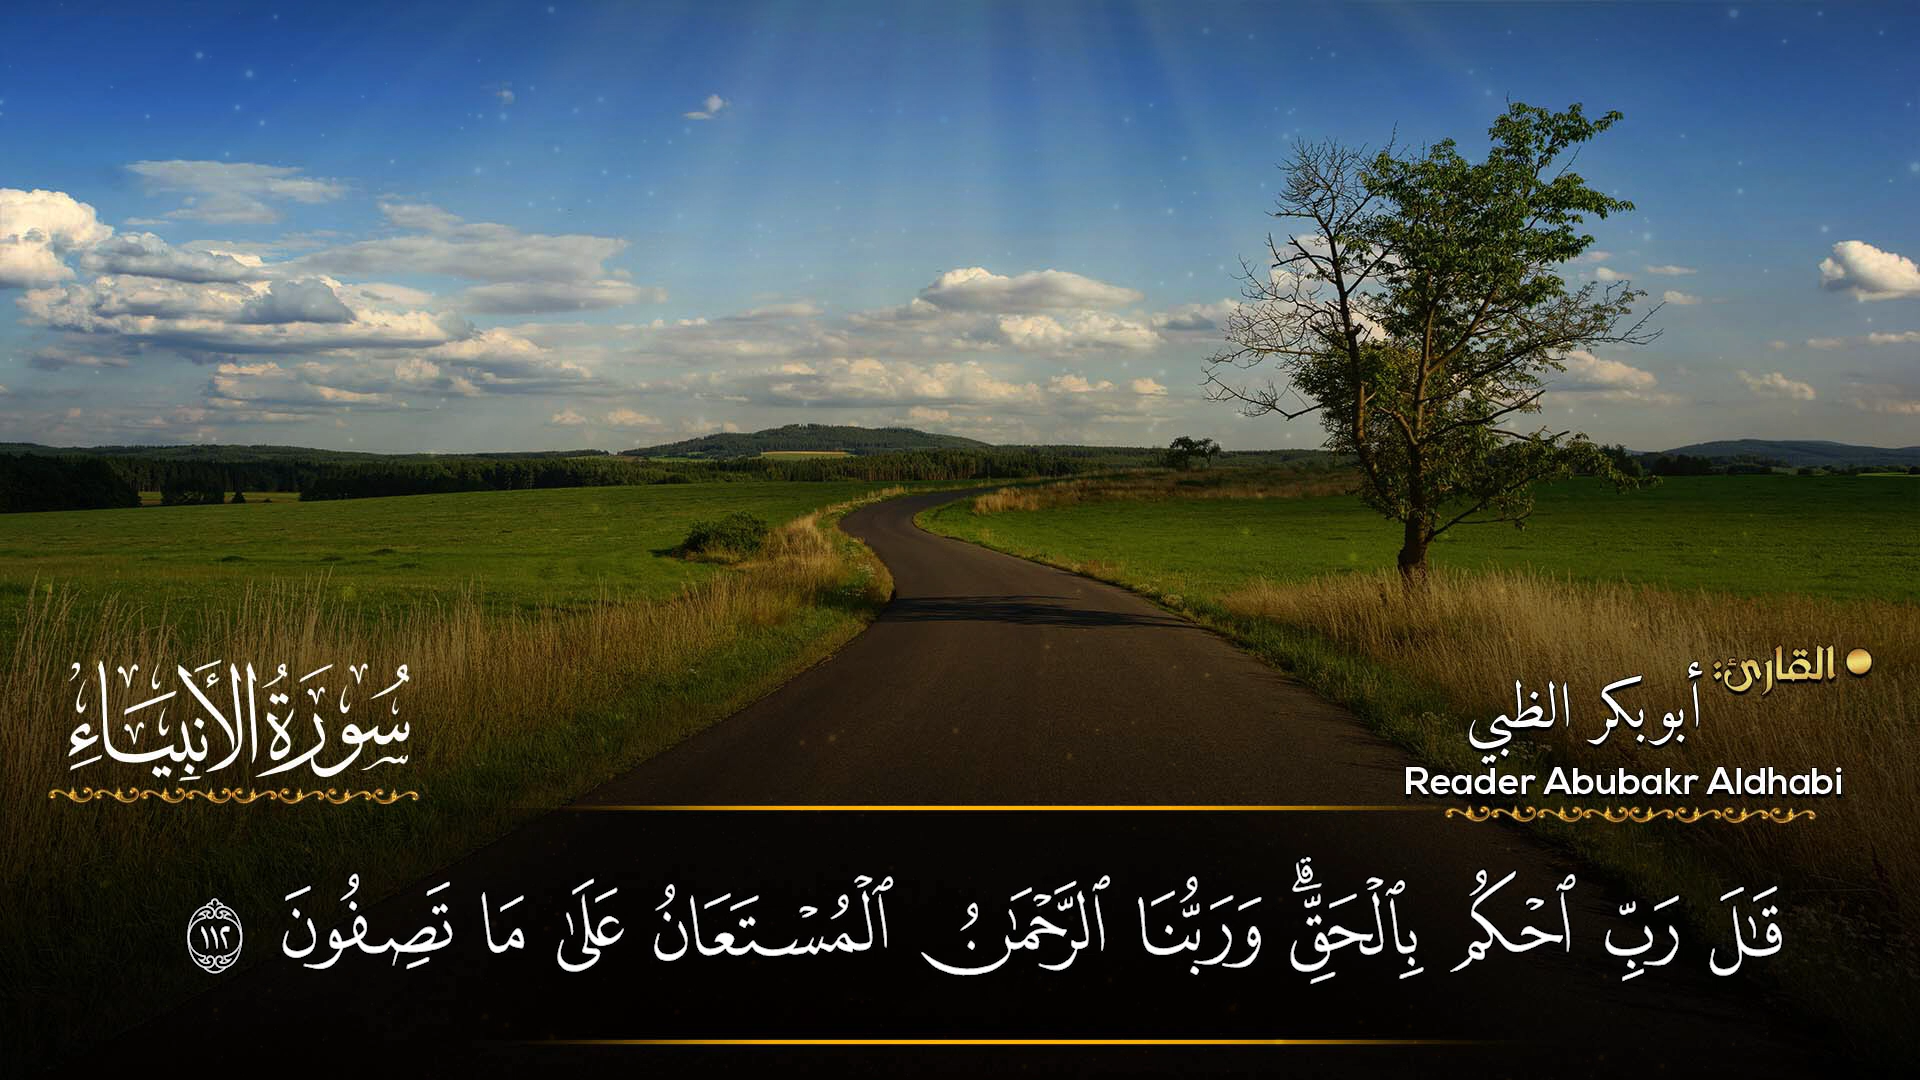 القارئ:
أبوبكر الظبي
Reader Abubakr Aldhabi
سُورَةُ الأَنبِيَاءِ
قَٰلَ رَبِّ ٱحْكُم بِٱلْحَقِّۗ وَرَبُّنَا ٱلرَّحْمَٰنُ ٱلْمُسْتَعَانُ عَلَىٰ مَا تَصِفُونَ ١١٢